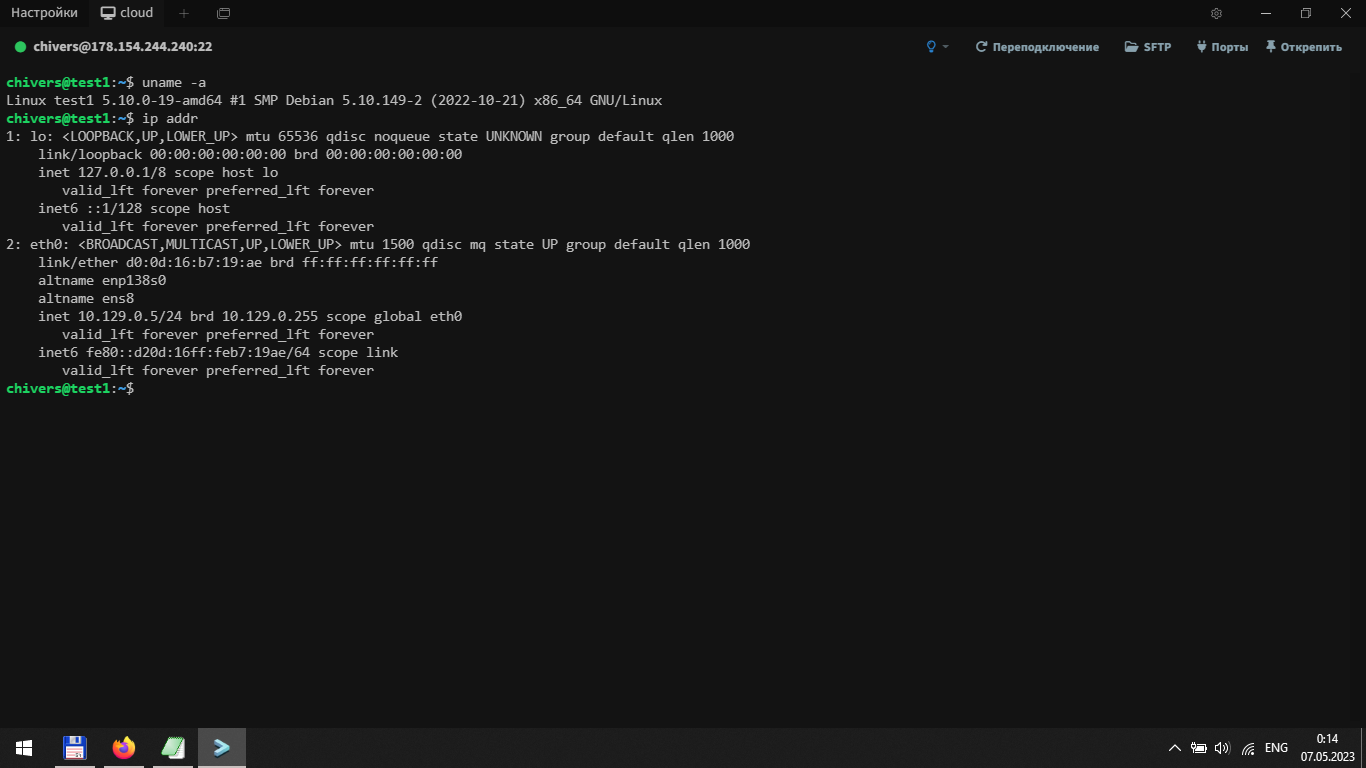 Настройки cloud
chivers@178.154.244.240:22 Переподключение SFTP Порты Открепить
chivers@test1:~$ uname -a
Linux test1 5.10.0-19-amd64 #1 SMP Debian 5.10.149-2 (2022-10-21) x86_64 GNU/Linux
chivers@test1:~$ ip addr
1: lo: <LOOPBACK,UP,LOWER_UP> mtu 65536 qdisc noqueue state UNKNOWN group default qlen 1000
    link/loopback 00:00:00:00:00:00 brd 00:00:00:00:00:00
    inet 127.0.0.1/8 scope host lo
       valid_lft forever preferred_lft forever
    inet6 ::1/128 scope host
       valid_lft forever preferred_lft forever
2: eth0: <BROADCAST,MULTICAST,UP,LOWER_UP> mtu 1500 qdisc mq state UP group default qlen 1000
    link/ether d0:0d:16:b7:19:ae brd ff:ff:ff:ff:ff:ff
    altname enp138s0
    altname ens8
    inet 10.129.0.5/24 brd 10.129.0.255 scope global eth0
       valid_lft forever preferred_lft forever
    inet6 fe80::d20d:16ff:feb7:19ae/64 scope link
       valid_lft forever preferred_lft forever
chivers@test1:~$
ENG 0:14
07.05.2023